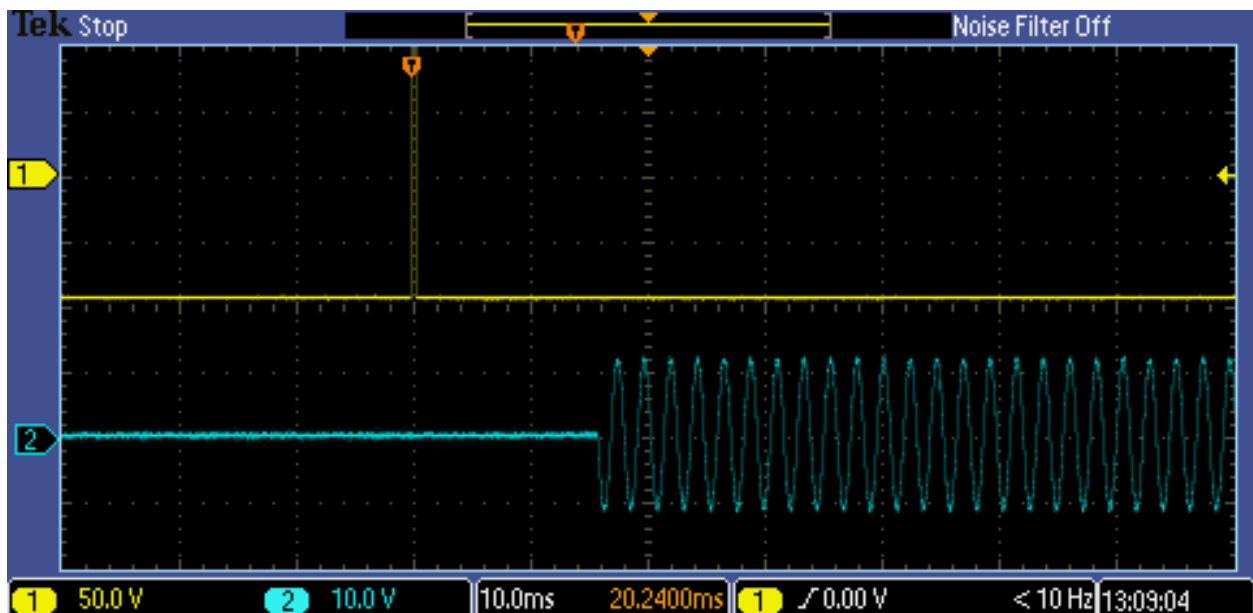 Tek Stop Noise Filter Off
T
T
1
2
1 50.0 V 2 10.0 V 10.0ms 20.2400ms 1 0.00 V < 10 Hz 13:09:04